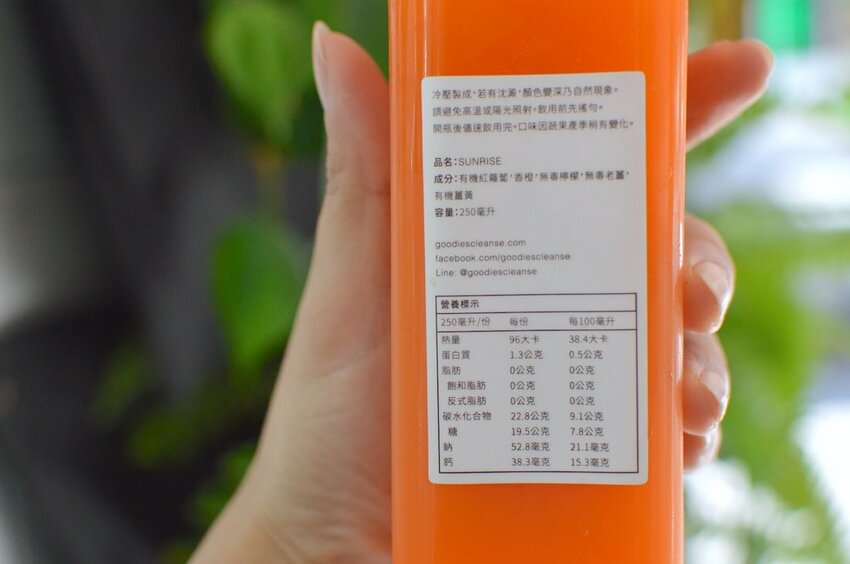 冷壓製成，若有沈澱，顏色變深乃自然現象。
請避免高溫或陽光照射。飲用前先搖勻。
開瓶後儘速飲用完。口味因蔬果產季稍有變化。
品名：SUNRISE
成分：有機紅蘿蔔，香橙，無毒檸檬，無毒老薑，
有機薑黃
容量：250毫升
goodiescleanse.com
facebook.com/goodiescleanse
Line: @goodiescleanse
營養標示
250毫升/份 每份 每100毫升
熱量 96大卡 38.4大卡
蛋白質 1.3公克 0.5公克
脂肪 0公克 0公克
飽和脂肪 0公克 0公克
反式脂肪 0公克 0公克
碳水化合物 22.8公克 9.1公克
糖 19.5公克 7.8公克
鈉 52.8毫克 21.1毫克
鈣 38.3毫克 15.3毫克